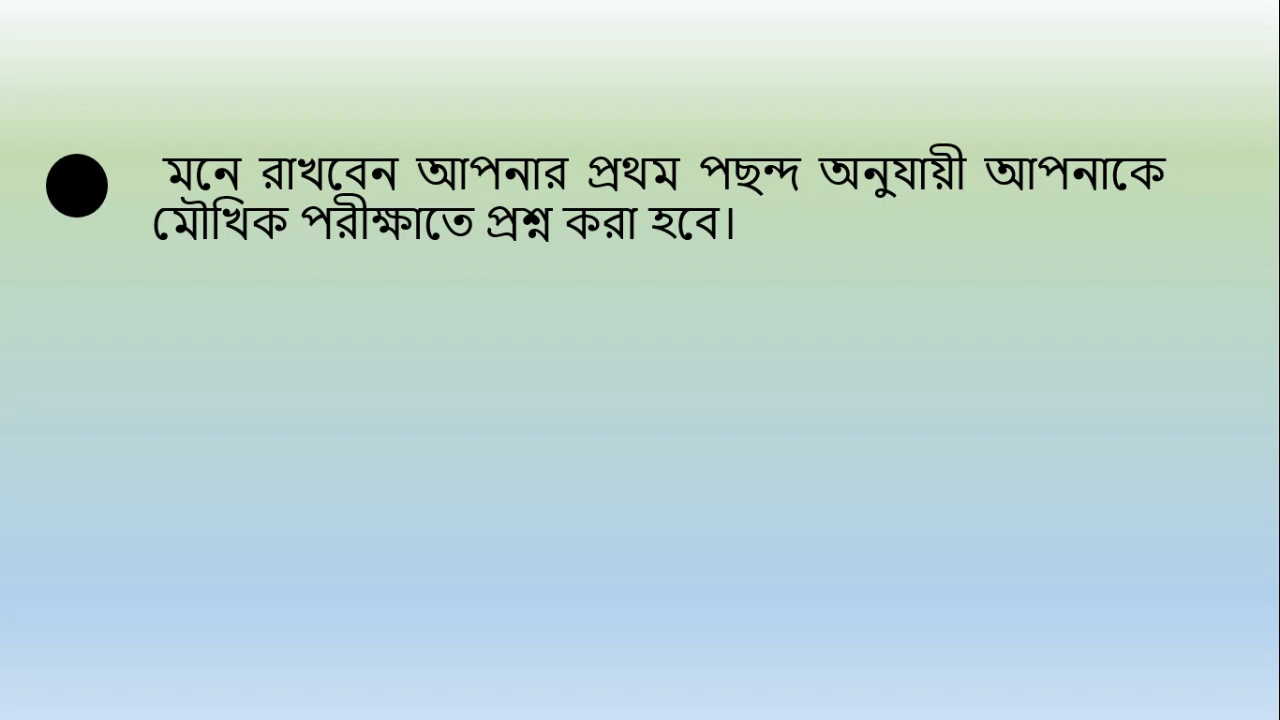 মনে রাখবেন আপনার প্রথম পছন্দ অনুযায়ী আপনাকে
মৌখিক পরীক্ষাতে প্রশ্ন করা হবে।